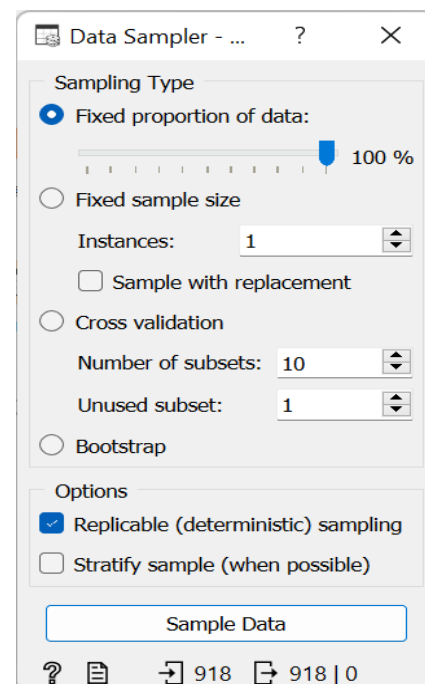 Data Sampler - ... ?
Sampling Type
Fixed proportion of data:
100 %
Fixed sample size
Instances: 1
Sample with replacement
Cross validation
Number of subsets: 10
Unused subset: 1
Bootstrap
Options
Replicable (deterministic) sampling
Stratify sample (when possible)
Sample Data
? 918 918 | 0